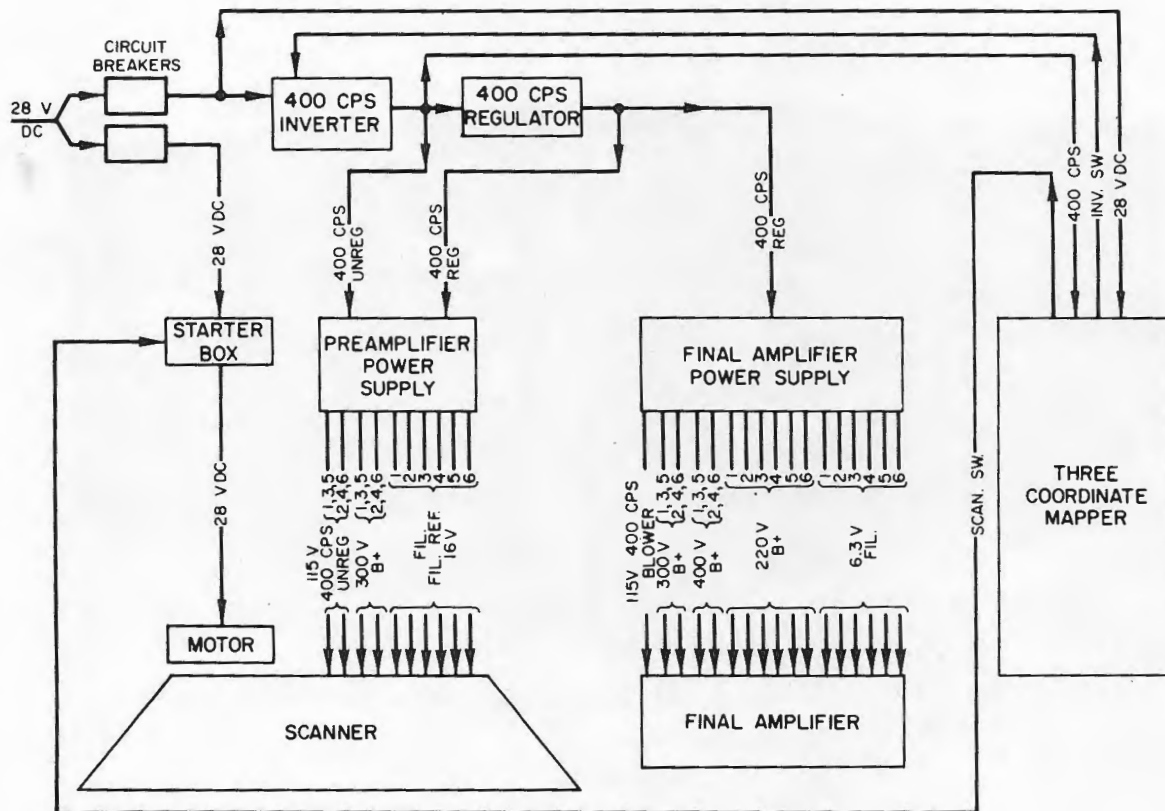 CIRCUIT
BREAKERS
28 V
DC
400 CPS
INVERTER
400 CPS
REGULATOR
28 VDC
400 CPS
UNREG
400 CPS
REG
400 CPS
REG
400 CPS
INV. SW
28 VDC
STARTER
BOX
PREAMPLIFIER
POWER
SUPPLY
FINAL AMPLIFIER
POWER SUPPLY
THREE
COORDINATE
MAPPER
SCAN. SW.
28 VDC
115V
400 CPS
UNREG
1,3,5
2,4,6
300 V
B+
1,3,5
2,4,6
1
2
3
4
5
6
FIL.
FIL. REF.
16V
115V 400 CPS
BLOWER
300 V
B+
1,3,5
2,4,6
400 V
B+
1,3,5
2,4,6
1
2
3
4
5
6
220 V
B+
1
2
3
4
5
6
6.3 V
FIL.
MOTOR
SCANNER
FINAL AMPLIFIER